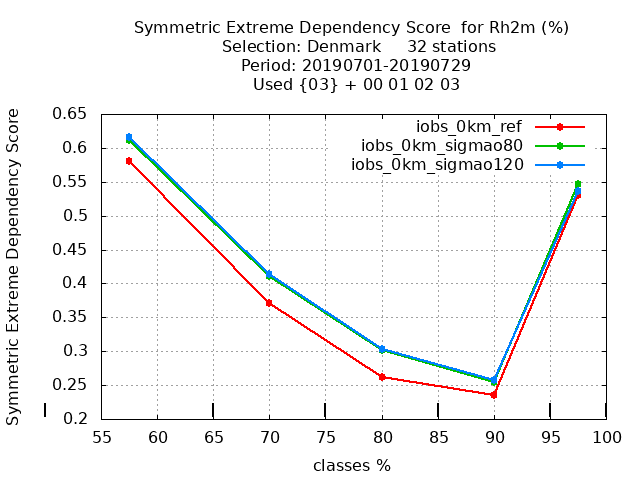 Symmetric Extreme Dependency Score  for Rh2m (%)
Selection: Denmark     32 stations
Period: 20190701-20190729
Used {03} + 00 01 02 03
Symmetric Extreme Dependency Score
0.65
0.6
0.55
0.5
0.45
0.4
0.35
0.3
0.25
0.2
iobs_0km_ref
iobs_0km_sigmao80
iobs_0km_sigmao120
55 60 65 70 75 80 85 90 95 100
classes %